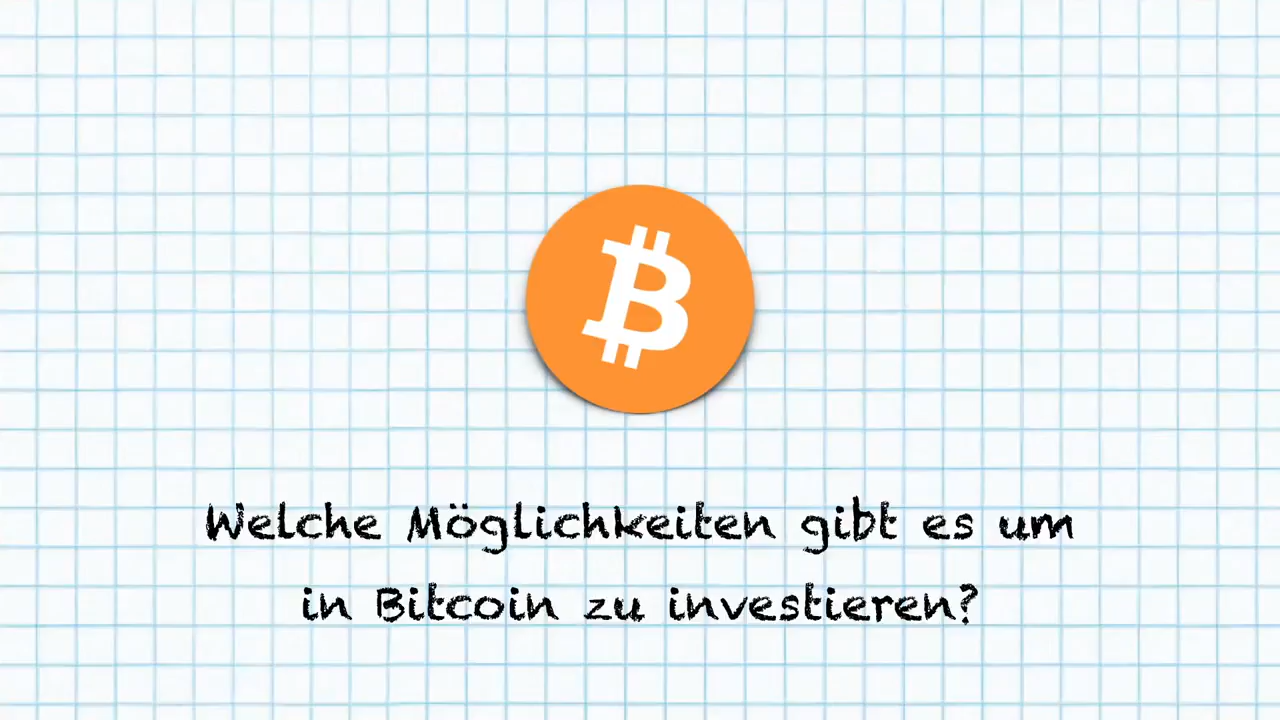 Welche Möglichkeiten gibt es um
in Bitcoin zu investieren?